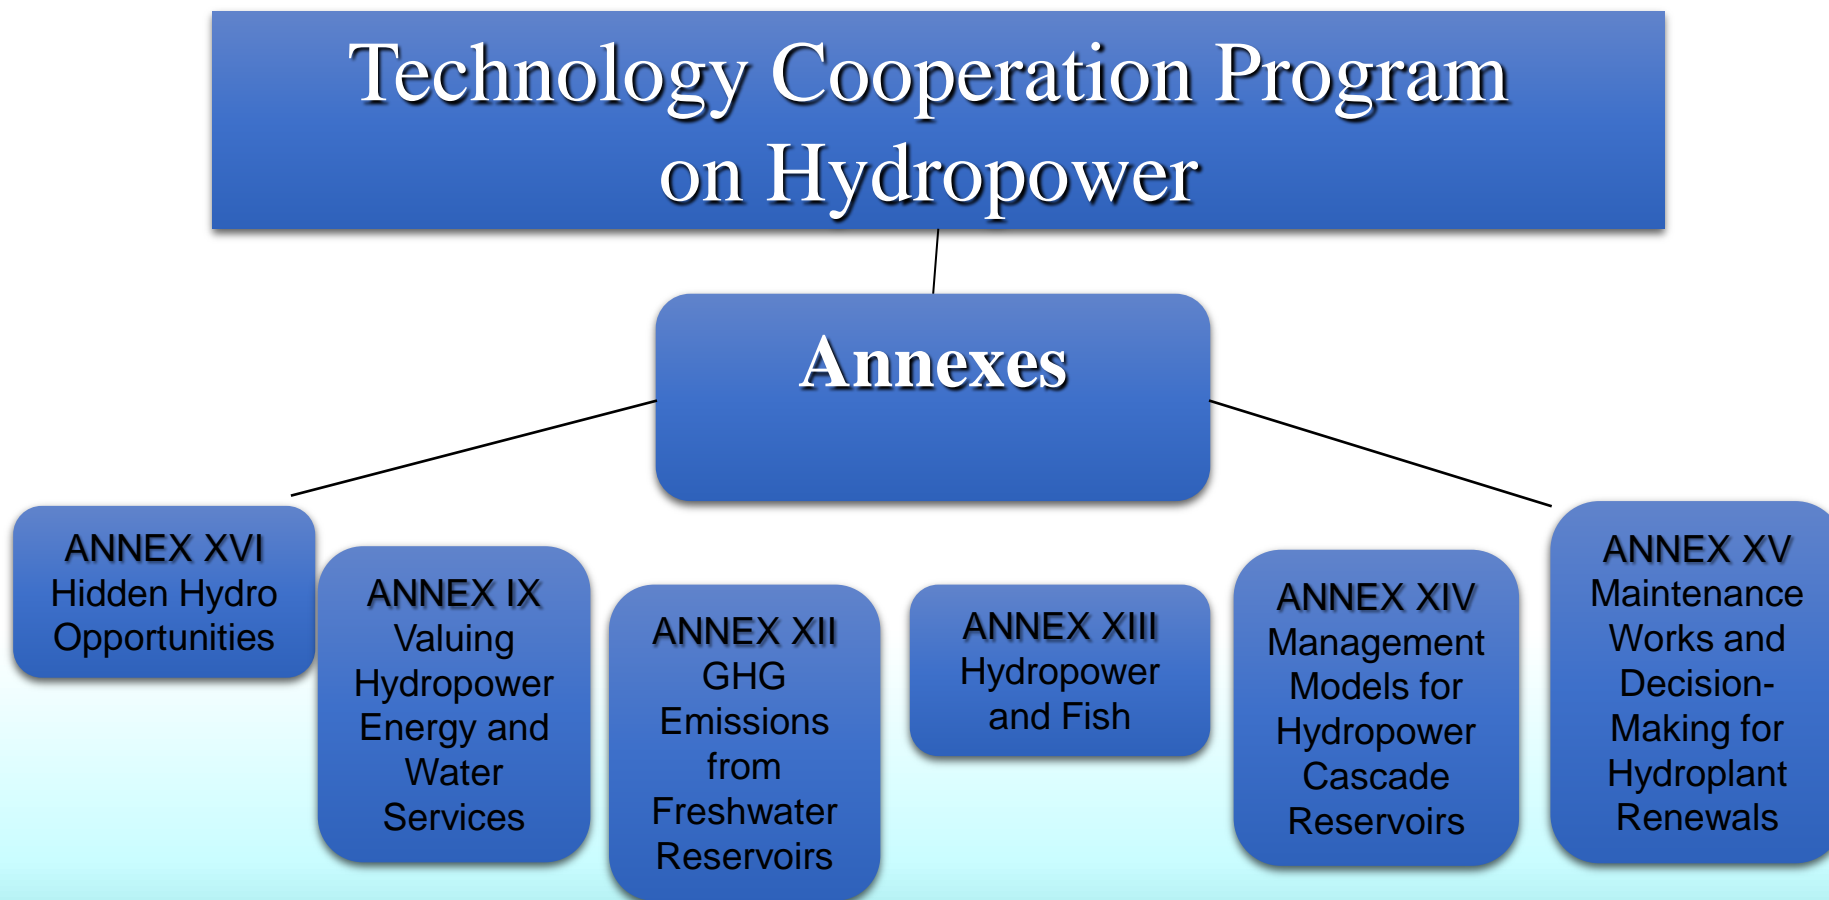 Technology Cooperation Program
on Hydropower
Annexes
ANNEX XVI
Hidden Hydro
Opportunities
ANNEX IX
Valuing
Hydropower
Energy and
Water
Services
ANNEX XII
GHG
Emissions
from
Freshwater
Reservoirs
ANNEX XIII
Hydropower
and Fish
ANNEX XIV
Management
Models for
Hydropower
Cascade
Reservoirs
ANNEX XV
Maintenance
Works and
Decision-
Making for
Hydroplant
Renewals